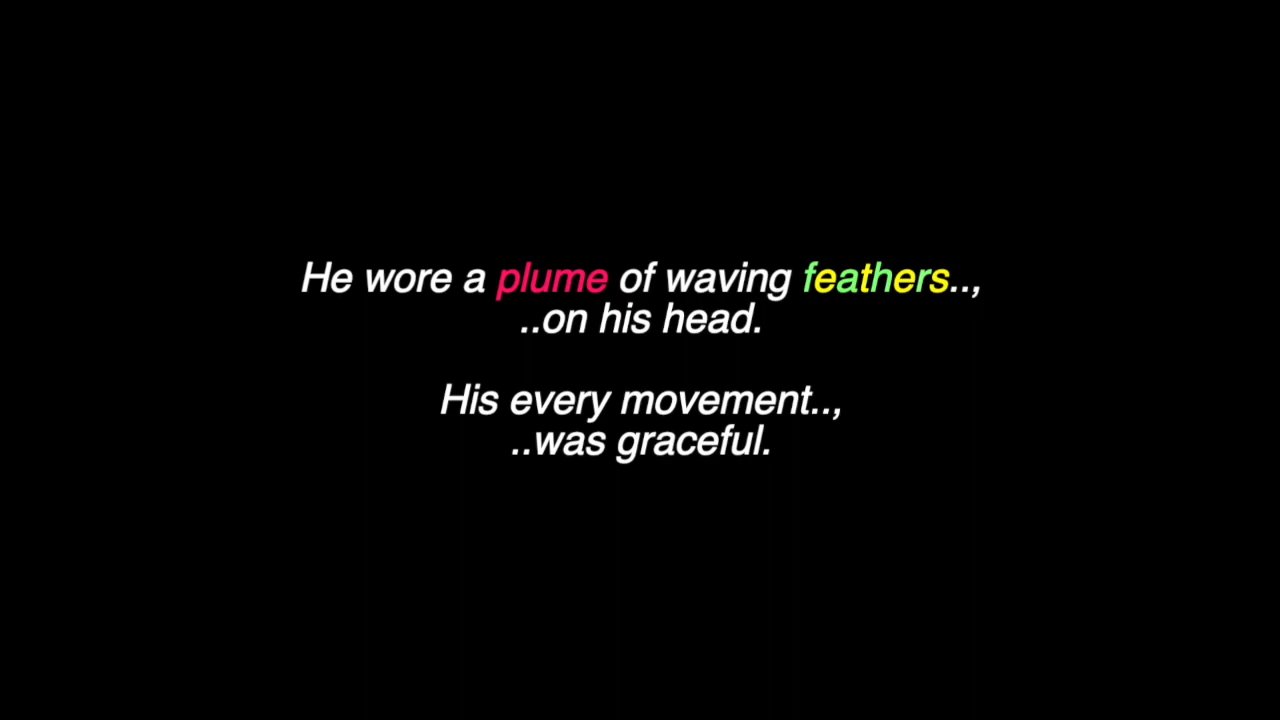 He wore a plume of waving feathers..,
..on his head.
His every movement..,
..was graceful.